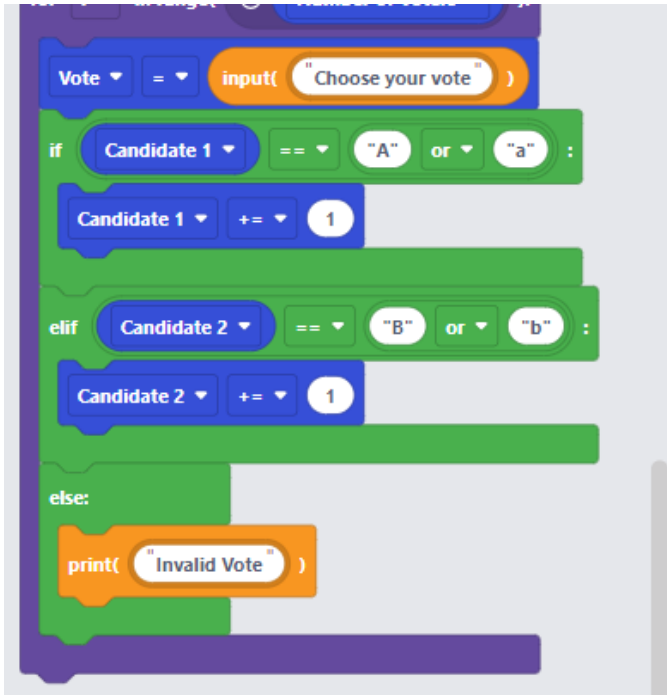 Vote = input( "Choose your vote" )
if Candidate 1 == "A" or "a" :
Candidate 1 += 1
elif Candidate 2 == "B" or "b" :
Candidate 2 += 1
else:
print( "Invalid Vote" )